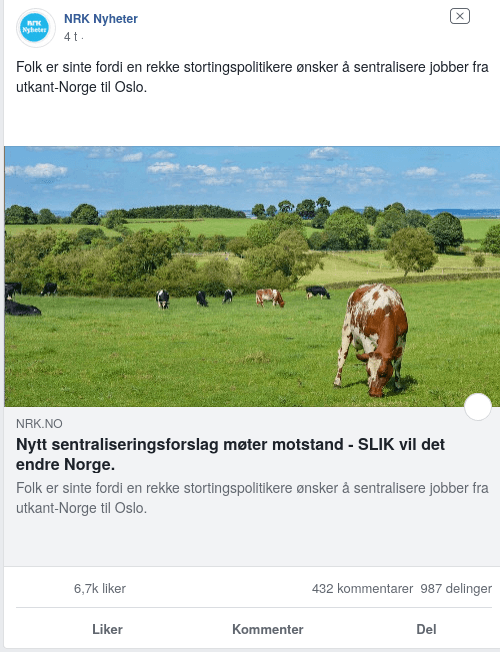 NRK
Nyheter
NRK Nyheter
4 t ·
Folk er sinte fordi en rekke stortingspolitikere ønsker å sentralisere jobber fra
utkant-Norge til Oslo.
NRK.NO
Nytt sentraliseringsforslag møter motstand - SLIK vil det
endre Norge.
Folk er sinte fordi en rekke stortingspolitikere ønsker å sentralisere jobber fra
utkant-Norge til Oslo.
6,7k liker 432 kommentarer 987 delinger
Liker Kommenter Del